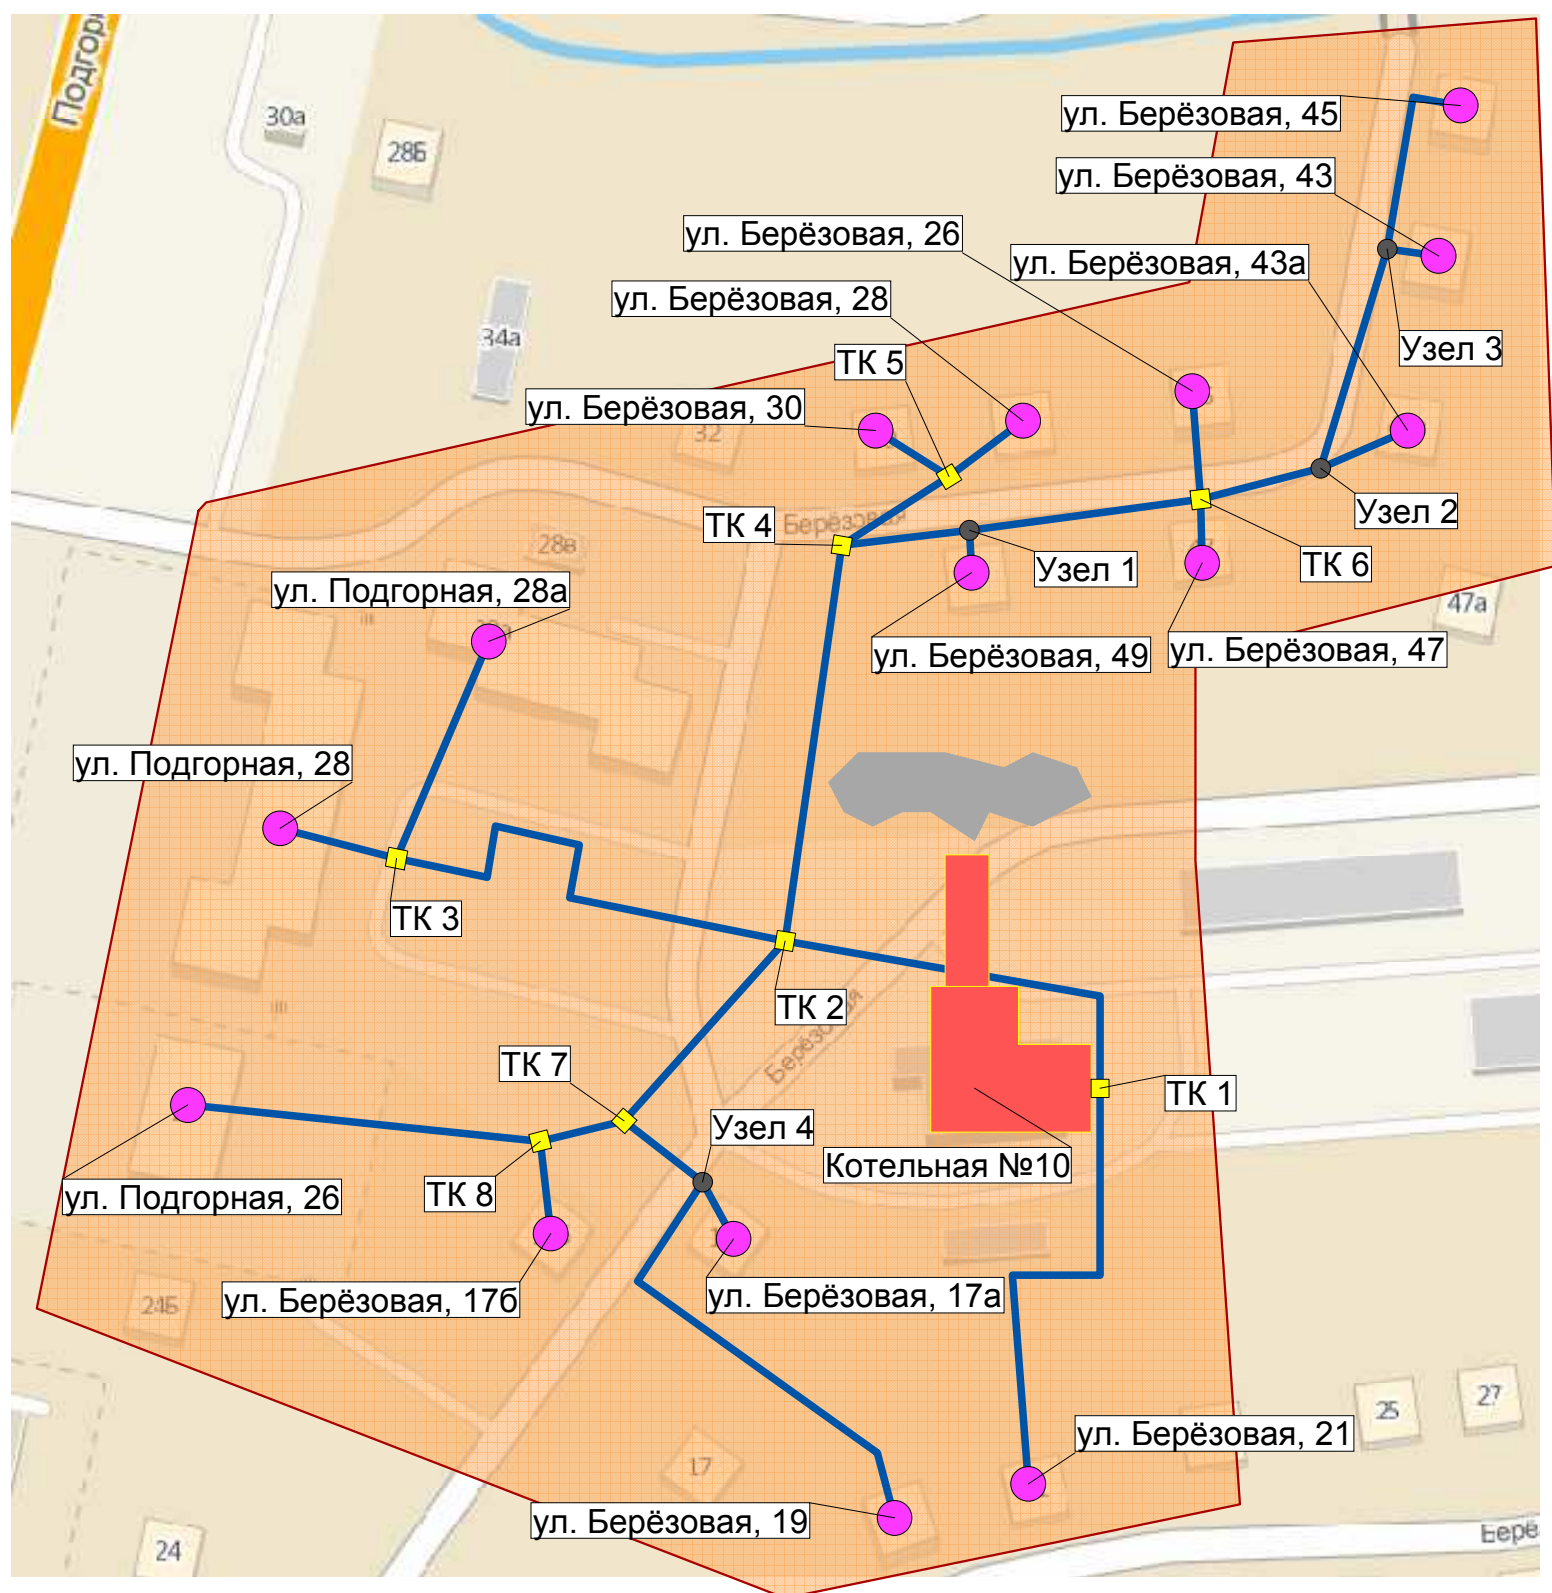 Подгор
30а
28Б
ул. Берёзовая, 45
ул. Берёзовая, 43
ул. Берёзовая, 26
ул. Берёзовая, 43а
ул. Берёзовая, 28
34а
ТК 5
Узел 3
ул. Берёзовая, 30
32
Узел 2
ТК 4
Берёзовая
28в
Узел 1
ТК 6
ул. Подгорная, 28а
47а
ул. Берёзовая, 49
ул. Берёзовая, 47
ул. Подгорная, 28
ТК 3
ТК 2
Берёзовая
ТК 7
ТК 1
Узел 4
Котельная №10
ТК 8
ул. Подгорная, 26
ул. Берёзовая, 17б
ул. Берёзовая, 17а
24Б
27
25
ул. Берёзовая, 21
17
ул. Берёзовая, 19
Берё
24